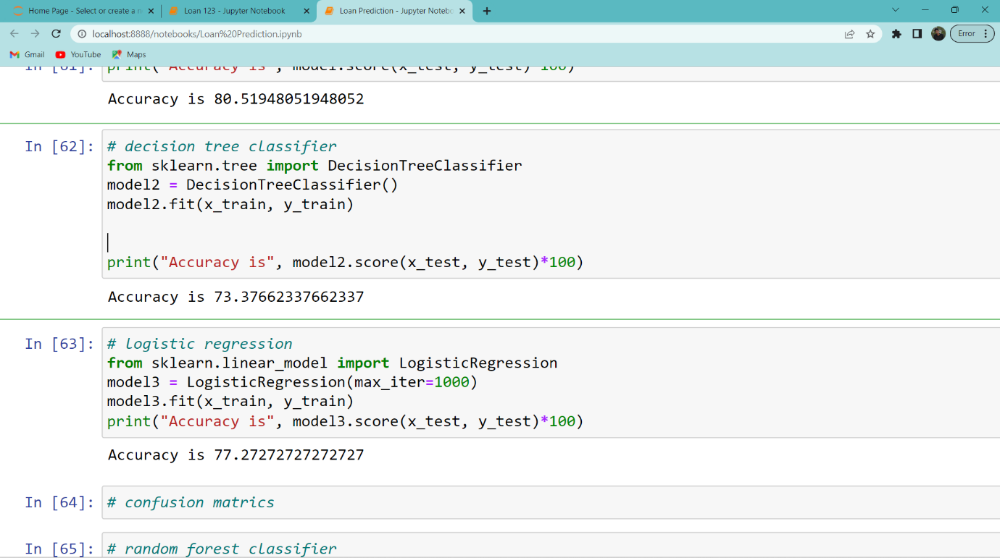 Home Page - Select or create a n
Loan 123 - Jupyter Notebook
Loan Prediction - Jupyter Notebo
localhost:8888/notebooks/Loan%20Prediction.ipynb
Error
Gmail
YouTube
Maps
In [61]: print("Accuracy is", model.score(x_test, y_test)*100)
Accuracy is 80.51948051948052
In [62]: # decision tree classifier
from sklearn.tree import DecisionTreeClassifier
model2 = DecisionTreeClassifier()
model2.fit(x_train, y_train)
print("Accuracy is", model2.score(x_test, y_test)*100)
Accuracy is 73.37662337662337
In [63]: # logistic regression
from sklearn.linear_model import LogisticRegression
model3 = LogisticRegression(max_iter=1000)
model3.fit(x_train, y_train)
print("Accuracy is", model3.score(x_test, y_test)*100)
Accuracy is 77.27272727272727
In [64]: # confusion matrics
In [65]: # random forest classifier